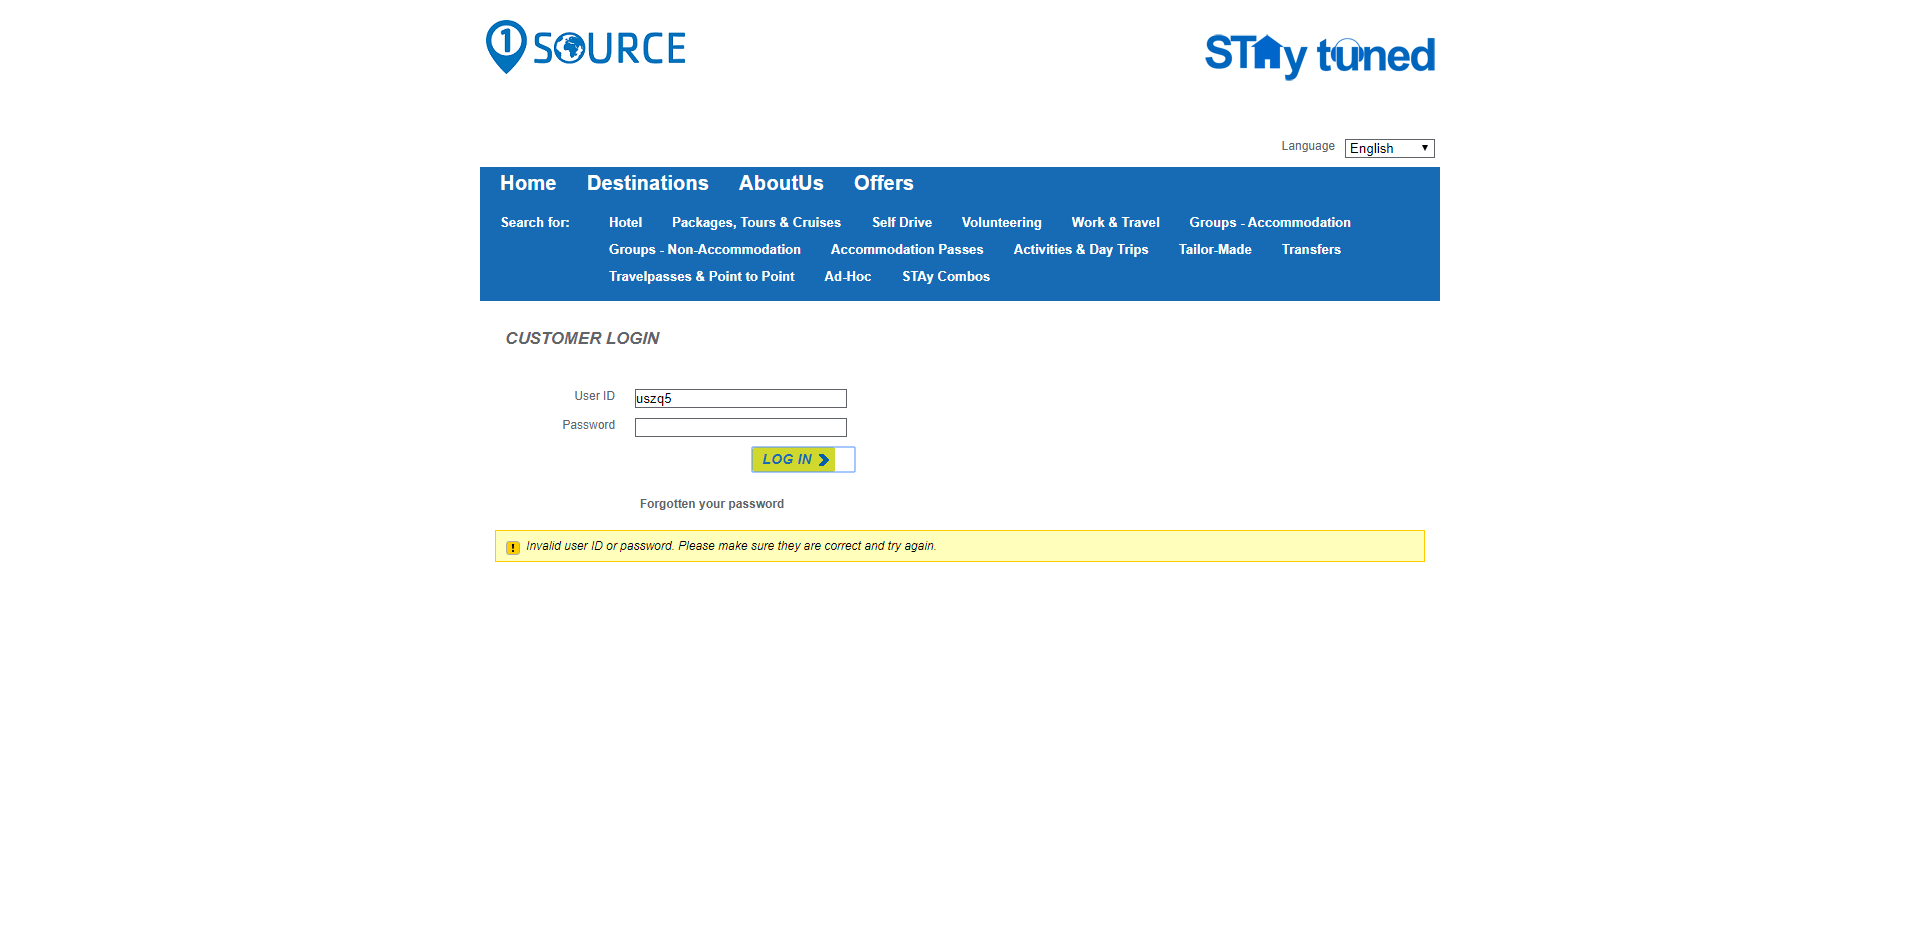 1 SOURCE
STAy tuned
Language English
Home Destinations AboutUs Offers
Search for: Hotel Packages, Tours & Cruises Self Drive Volunteering Work & Travel Groups - Accommodation
Groups - Non-Accommodation Accommodation Passes Activities & Day Trips Tailor-Made Transfers
Travelpasses & Point to Point Ad-Hoc STAy Combos
CUSTOMER LOGIN
User ID uszq5
Password
LOG IN
Forgotten your password
Invalid user ID or password. Please make sure they are correct and try again.